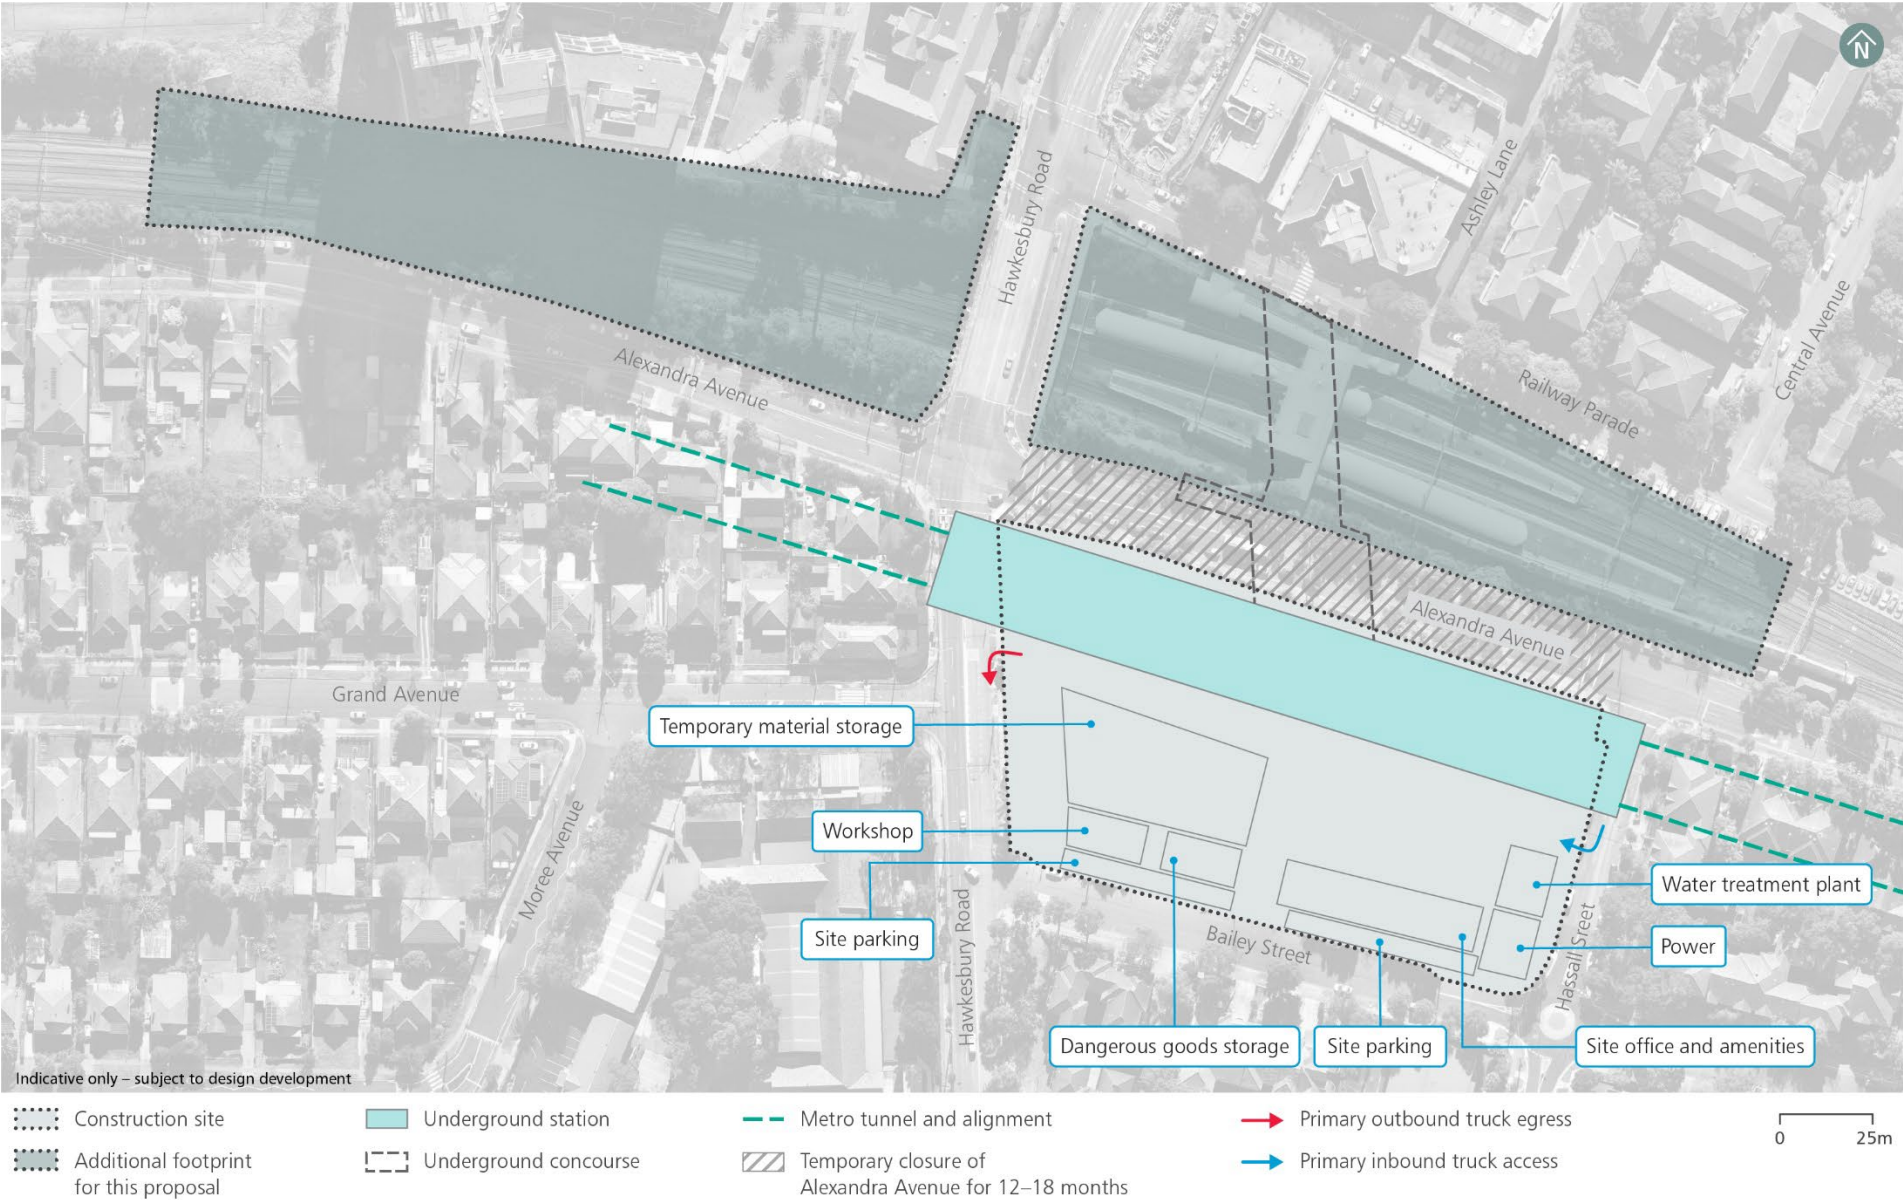 N
Hawkesbury Road
Ashley Lane
Central Avenue
Railway Parade
Alexandra Avenue
Alexandra Avenue
Grand Avenue
Moree Avenue
Temporary material storage
Workshop
Site parking
Hawkesbury Road
Bailey Street
Hassall Sreet
Water treatment plant
Power
Dangerous goods storage
Site parking
Site office and amenities
Indicative only – subject to design development
Construction site
Additional footprint
for this proposal
Underground station
Underground concourse
Metro tunnel and alignment
Temporary closure of
Alexandra Avenue for 12–18 months
Primary outbound truck egress
Primary inbound truck access
0 25m